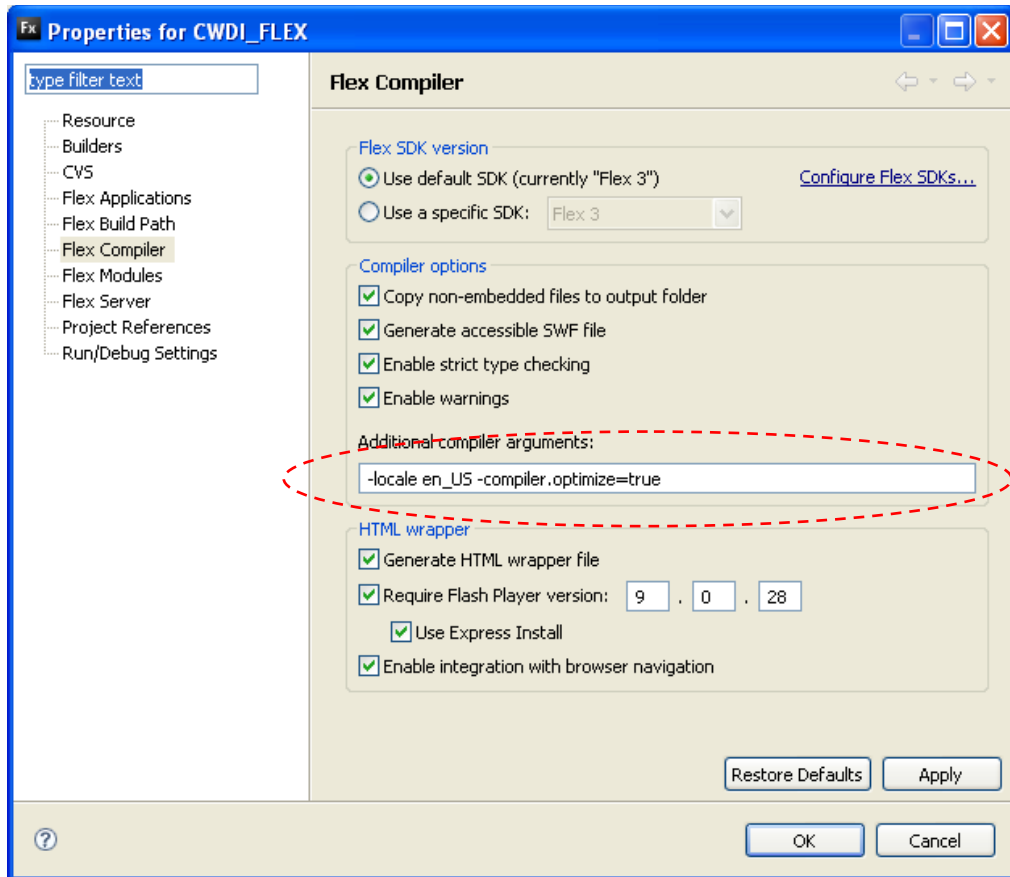 Fx Properties for CWDI_FLEX
type filter text
Resource
Builders
CVS
Flex Applications
Flex Build Path
Flex Compiler
Flex Modules
Flex Server
Project References
Run/Debug Settings
Flex Compiler
Flex SDK version
Use default SDK (currently "Flex 3") Configure Flex SDKs...
Use a specific SDK: Flex 3
Compiler options
Copy non-embedded files to output folder
Generate accessible SWF file
Enable strict type checking
Enable warnings
Additional compiler arguments:
-locale en_US -compiler.optimize=true
HTML wrapper
Generate HTML wrapper file
Require Flash Player version: 9 . 0 . 28
Use Express Install
Enable integration with browser navigation
Restore Defaults Apply
? OK Cancel